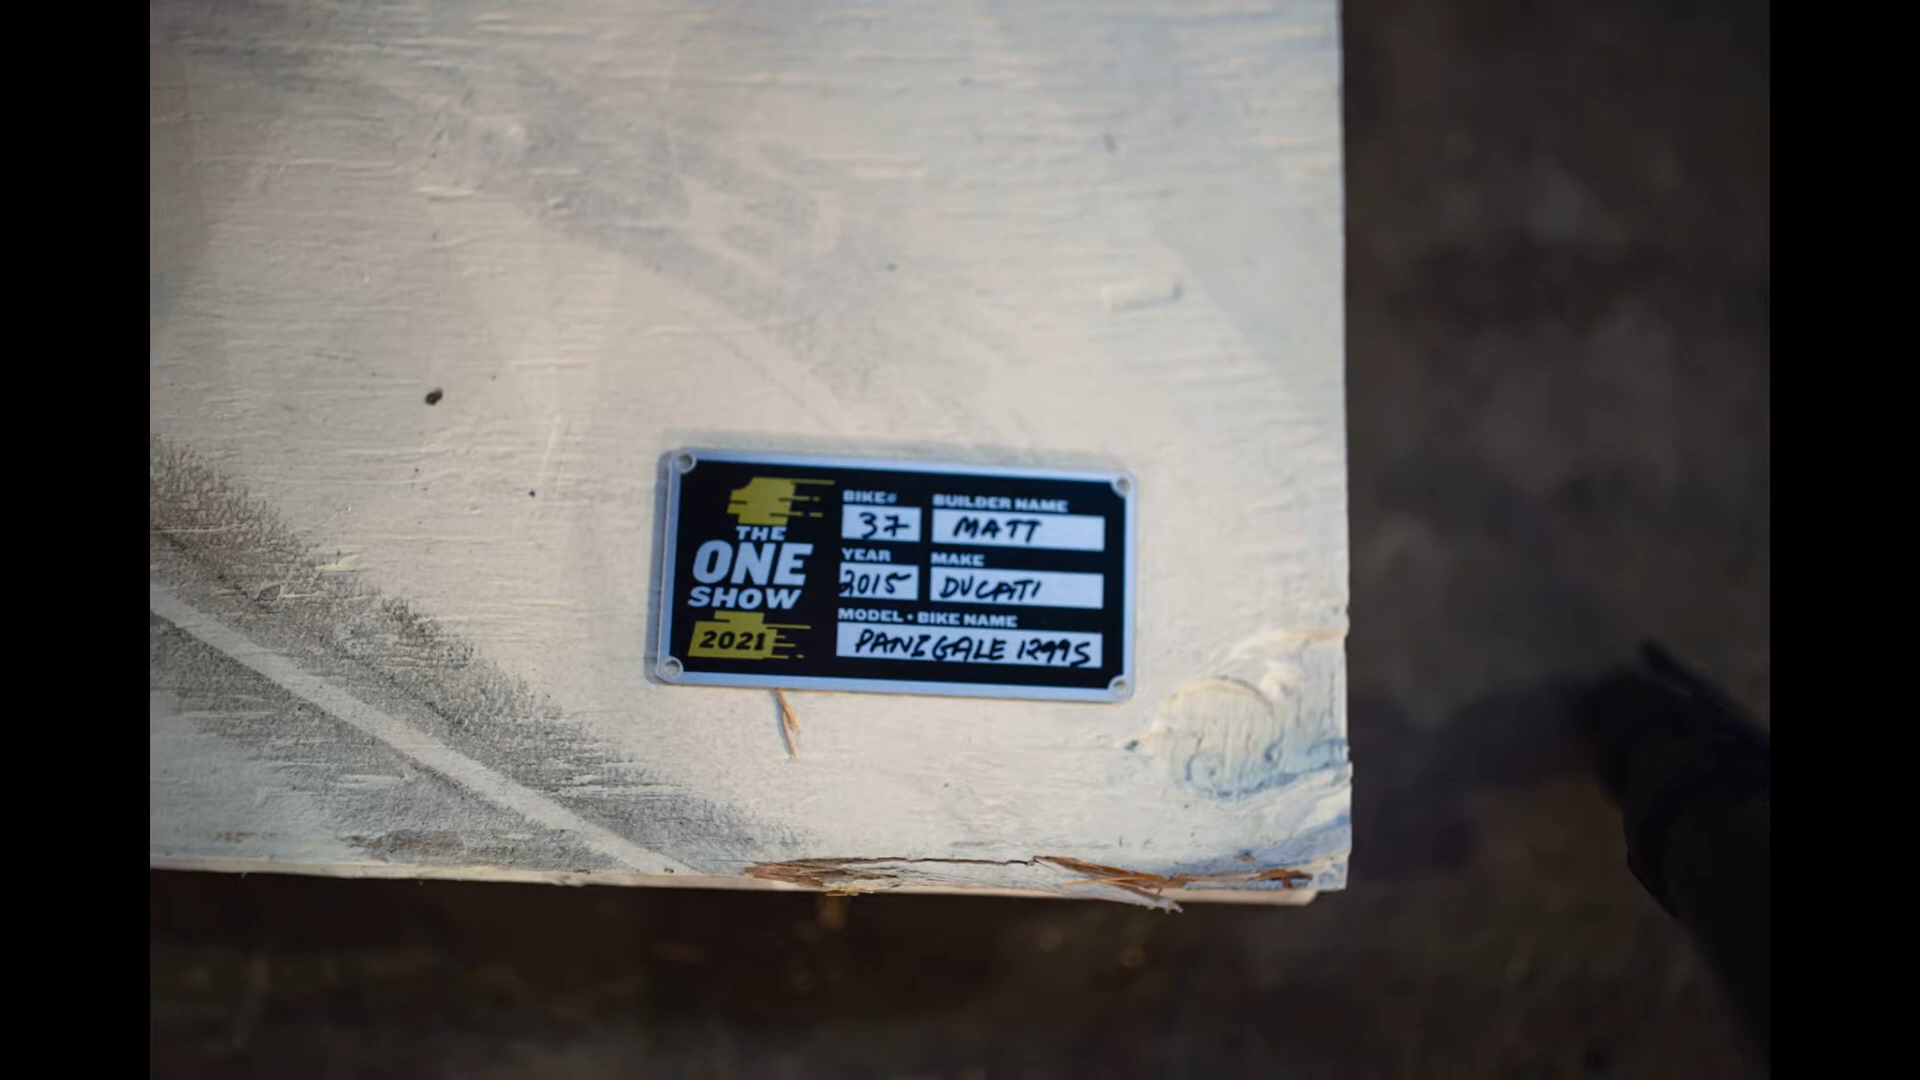 THE
ONE
SHOW
2021
BIKE# BUILDER NAME
37 MATT
YEAR MAKE
2015 DUCATI
MODEL • BIKE NAME
PANIGALE 1299S